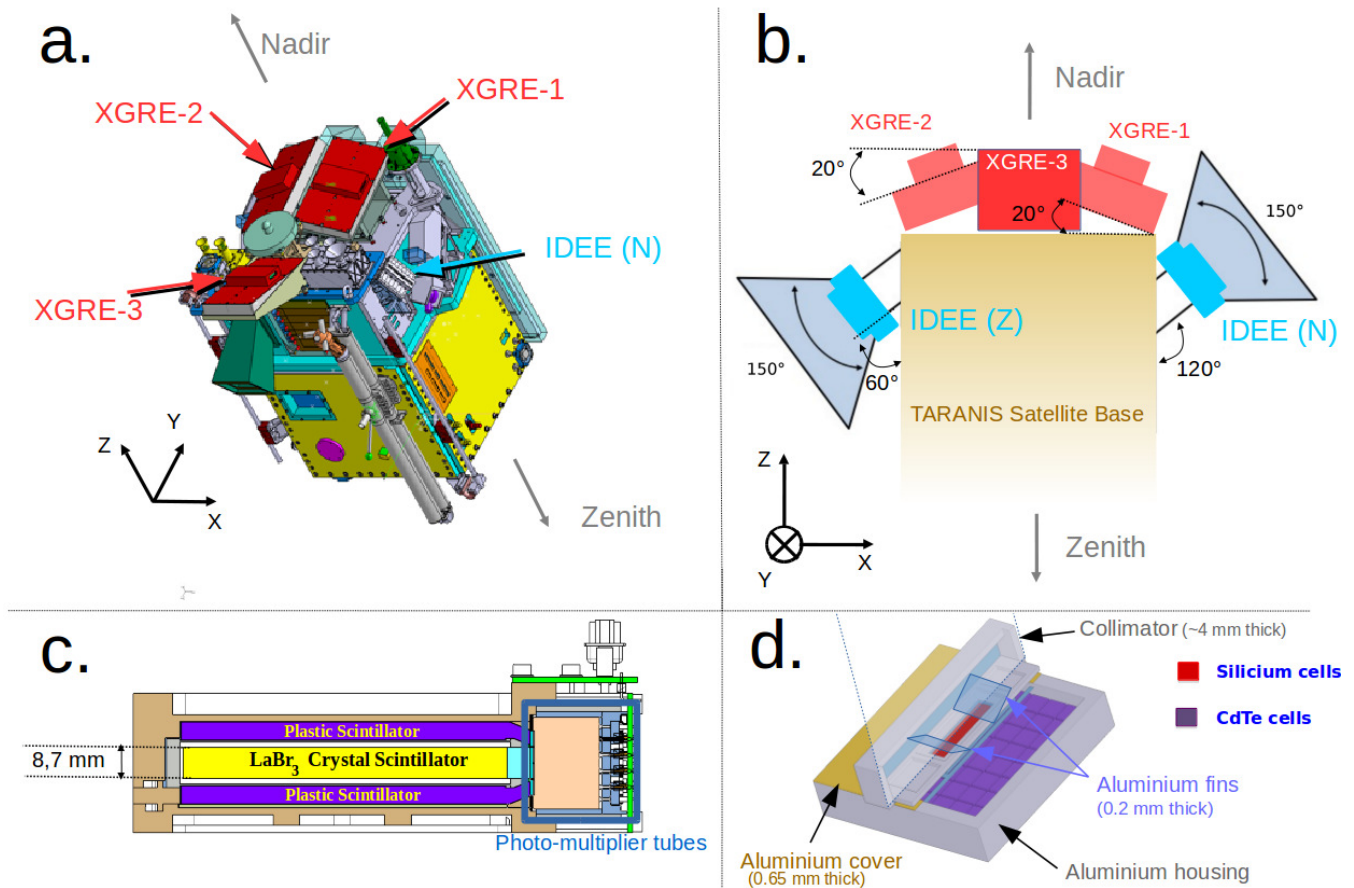 a.
Nadir
XGRE-1
XGRE-2
IDEE (N)
XGRE-3
Y
Z
X
Zenith
b.
Nadir
XGRE-2
XGRE-1
XGRE-3
20°
20°
150°
IDEE (Z)
IDEE (N)
150°
60°
120°
TARANIS Satellite Base
Z
X
Y
Zenith
c.
Plastic Scintillator
8,7 mm
LaBr3 Crystal Scintillator
Plastic Scintillator
Photo-multiplier tubes
d.
Collimator (~4 mm thick)
Silicium cells
CdTe cells
Aluminium fins
(0.2 mm thick)
Aluminium cover
(0.65 mm thick)
Aluminium housing